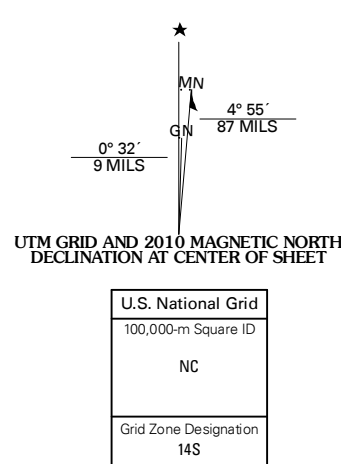 ★
MN
4° 55´
87 MILS
GN
0° 32´
9 MILS
UTM GRID AND 2010 MAGNETIC NORTH
DECLINATION AT CENTER OF SHEET
U.S. National Grid
100,000-m Square ID
NC
Grid Zone Designation
14S